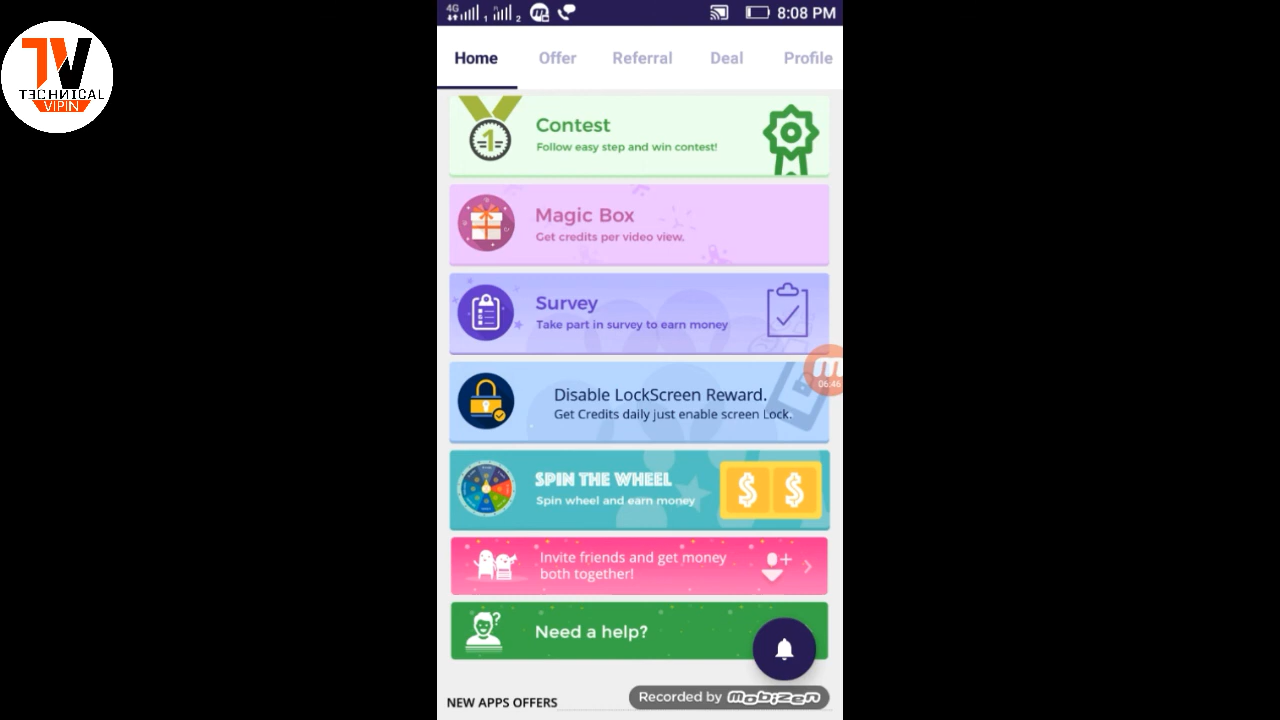 4G 1 2 8:08 PM
TECHNICAL
VIPIN
Home Offer Referral Deal Profile
Contest
Follow easy step and win contest!
Magic Box
Get credits per video view.
Survey
Take part in survey to earn money
06:46
Disable LockScreen Reward.
Get Credits daily just enable screen Lock.
SPIN THE WHEEL
Spin wheel and earn money
$ $
Invite friends and get money
both together!
Need a help?
NEW APPS OFFERS
Recorded by mobizen